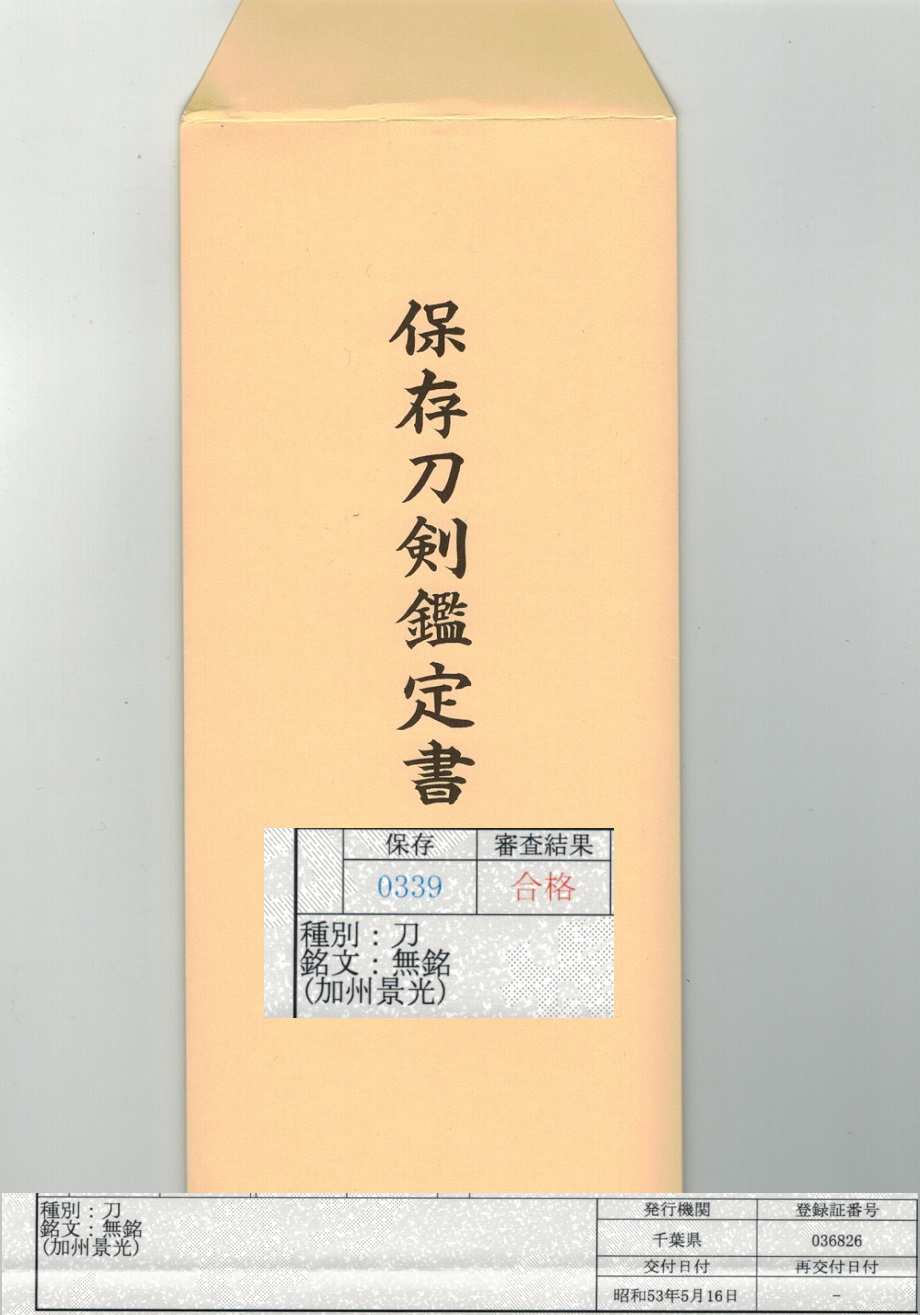 保存刀剣鑑定書
保存 審査結果
0339 合格
種別：刀
銘文：無銘
(加州景光)
種別：刀
銘文：無銘
(加州景光)
発行機関 登録証番号
千葉県 036826
交付日付 再交付日付
昭和53年5月16日 －